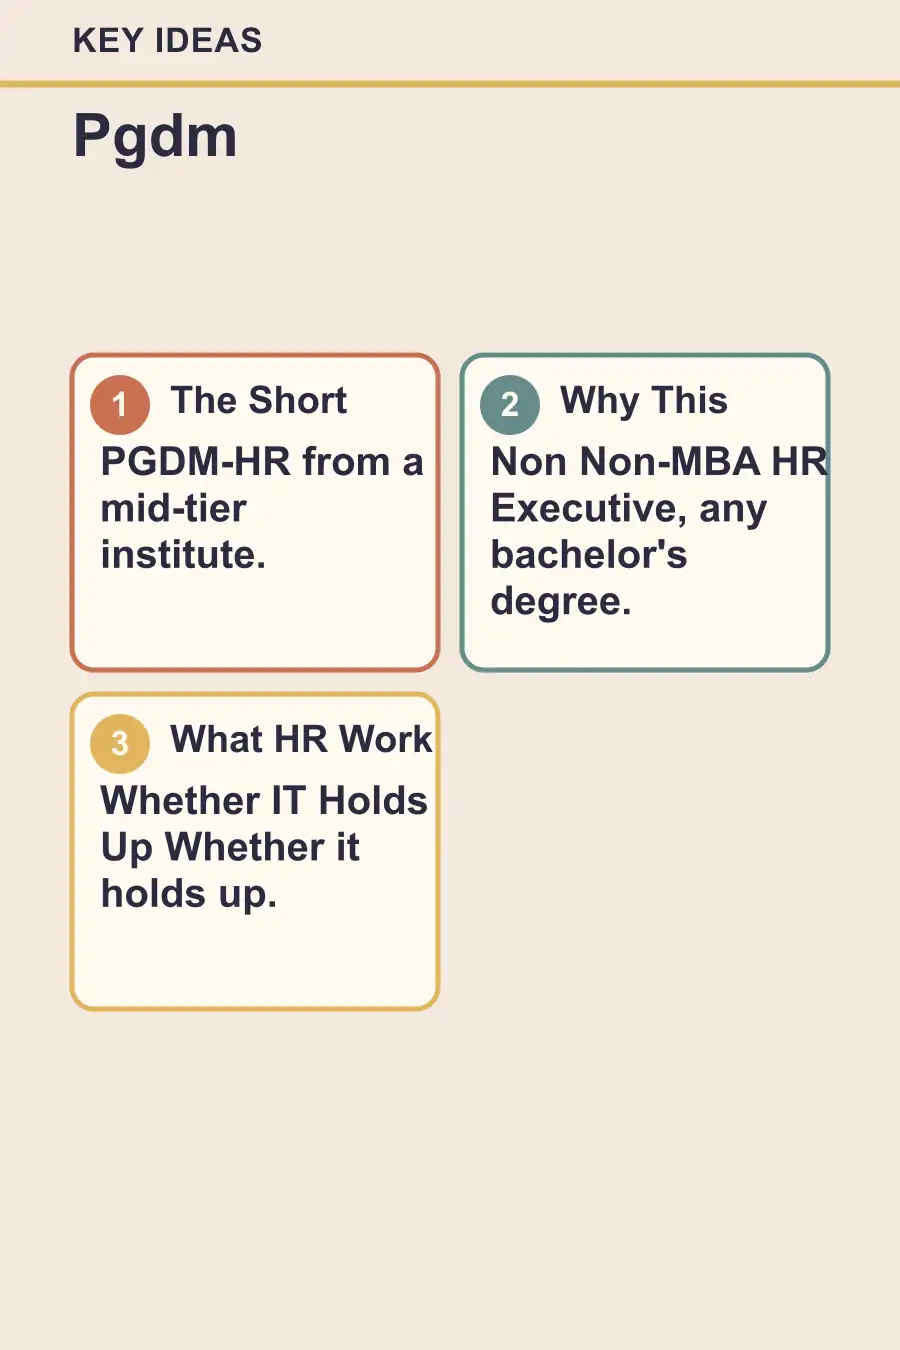 KEY IDEAS
Pgdm
1 The Short
PGDM-HR from a
mid-tier
institute.
2 Why This
Non Non-MBA HR
Executive, any
bachelor's
degree.
3 What HR Work
Whether IT Holds
Up Whether it
holds up.